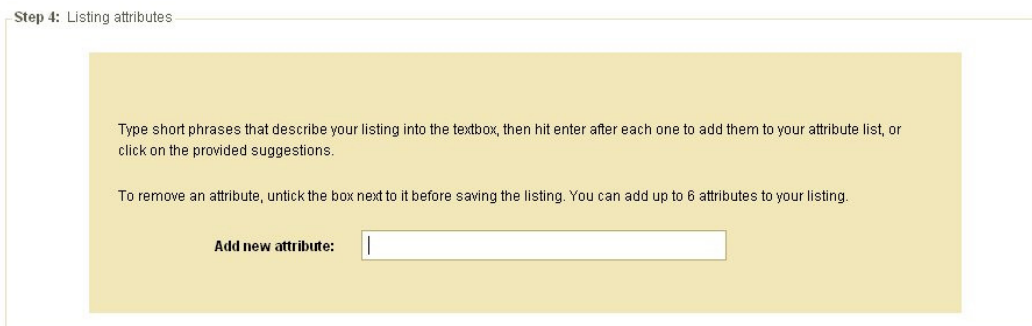 Step 4: Listing attributes
Type short phrases that describe your listing into the textbox, then hit enter after each one to add them to your attribute list, or
click on the provided suggestions.
To remove an attribute, untick the box next to it before saving the listing. You can add up to 6 attributes to your listing.
Add new attribute: